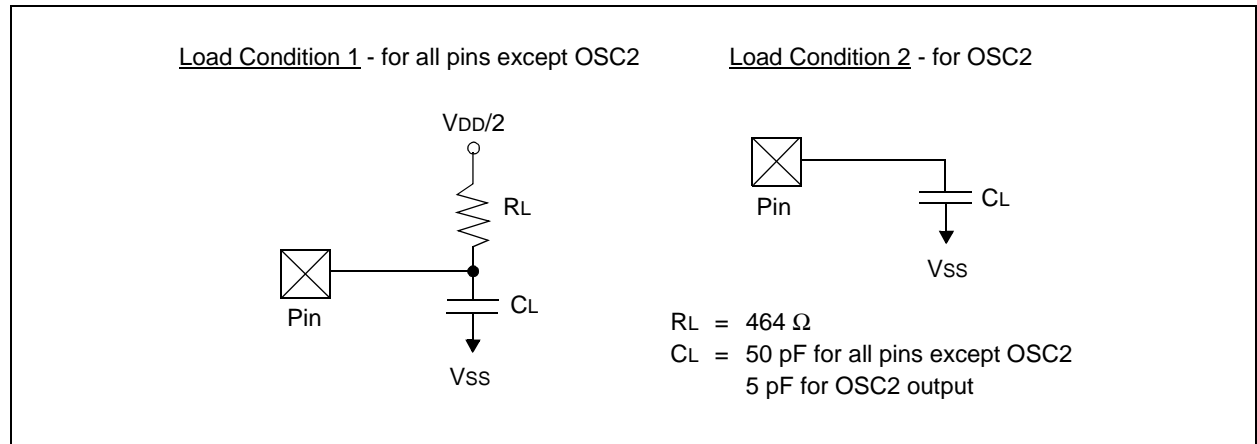 Load Condition 1 - for all pins except OSC2
VDD/2
RL
Pin
CL
VSS
Load Condition 2 - for OSC2
Pin
CL
VSS
RL = 464 Ω
CL = 50 pF for all pins except OSC2
5 pF for OSC2 output